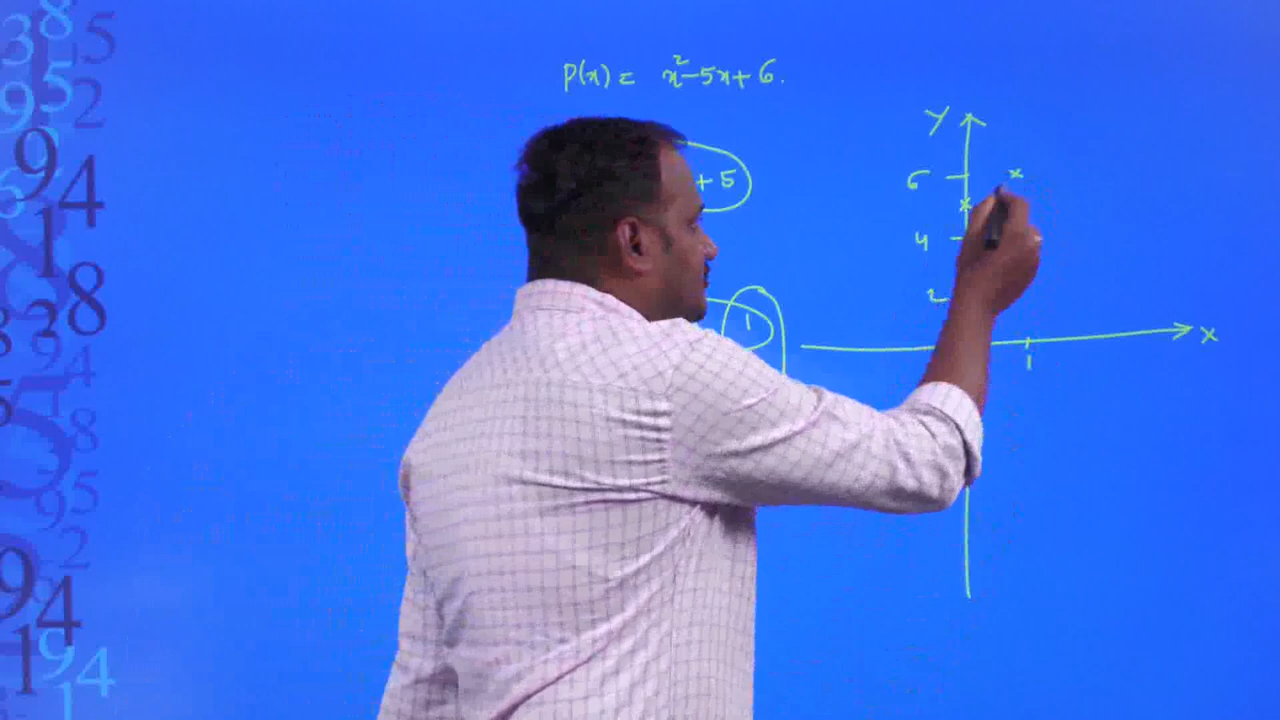 P(x) = x²-5x+6.
Y
6 x
+5
x
4
2
1
X
1